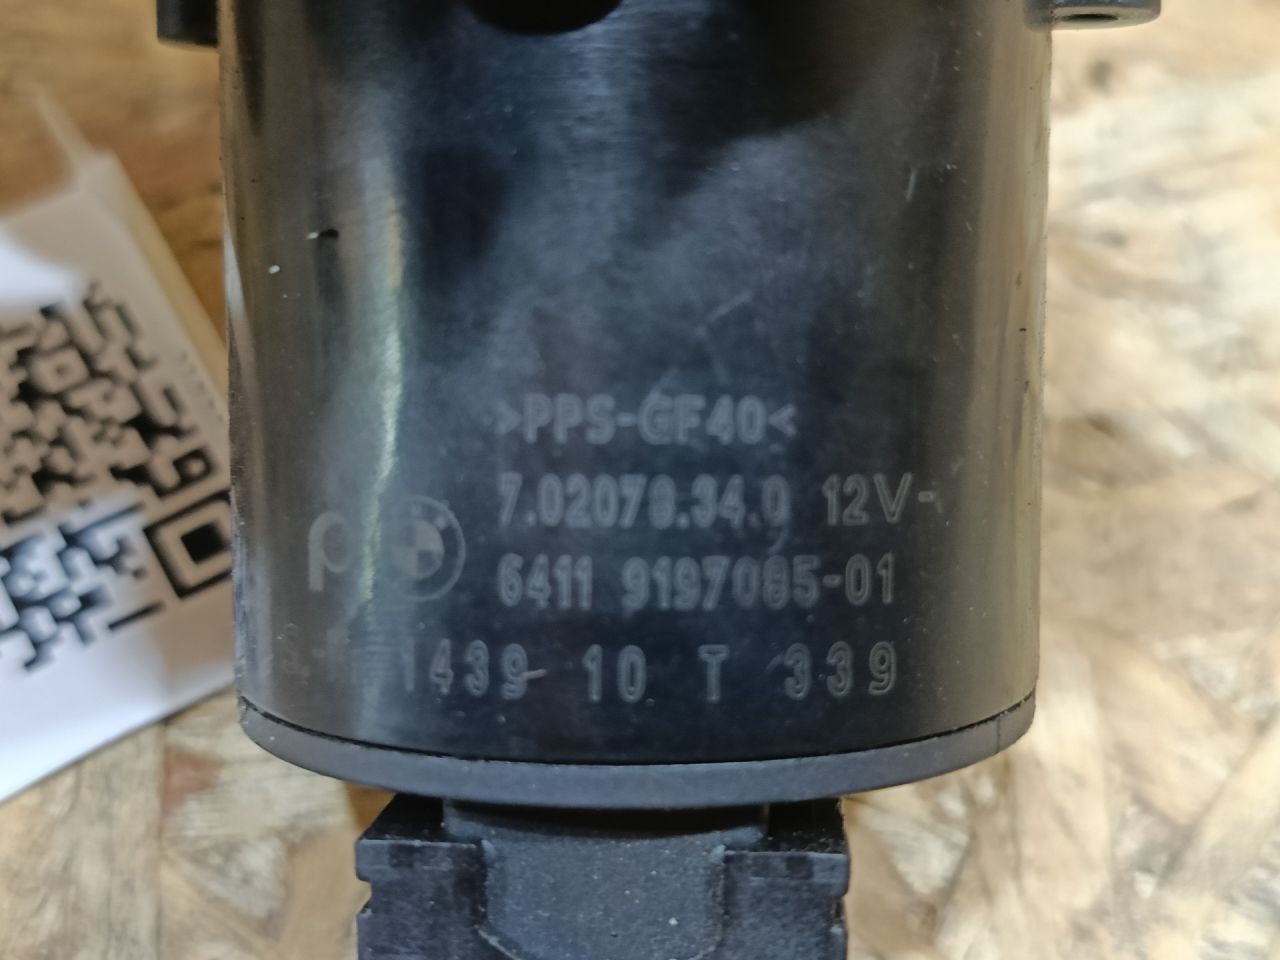 >PPS-GF40<
7.02078.34.0 12V-
6411 9197085-01
1439 10 T 339